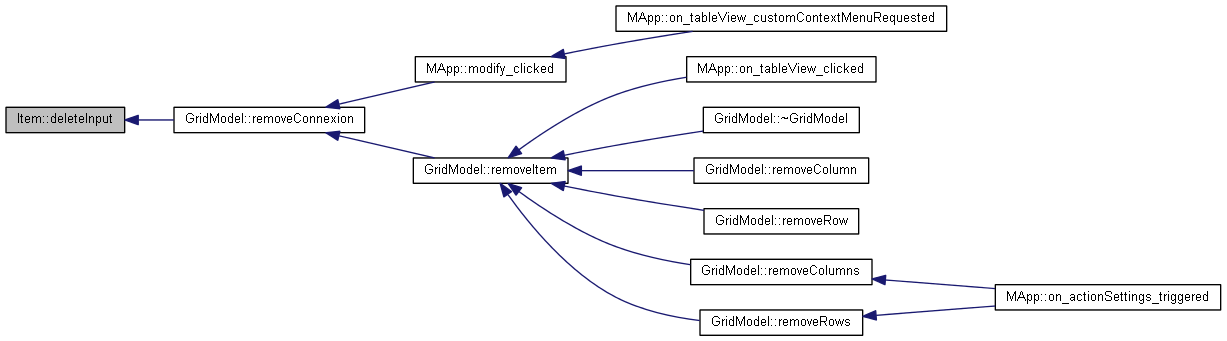 MApp::on_tableView_customContextMenuRequested
MApp::modify_clicked
MApp::on_tableView_clicked
Item::deleteInput
GridModel::removeConnexion
GridModel::~GridModel
GridModel::removeItem
GridModel::removeColumn
GridModel::removeRow
GridModel::removeColumns
MApp::on_actionSettings_triggered
GridModel::removeRows